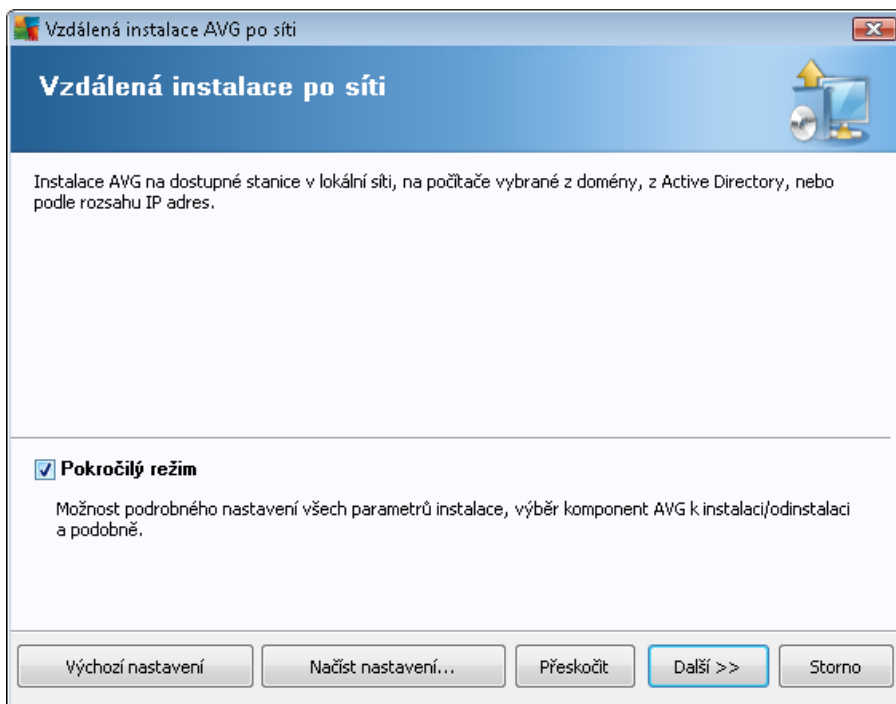 Vzdálená instalace AVG po síti
Vzdálená instalace po síti
Instalace AVG na dostupné stanice v lokální síti, na počítače vybrané z domény, z Active Directory, nebo
podle rozsahu IP adres.
Pokročilý režim
Možnost podrobného nastavení všech parametrů instalace, výběr komponent AVG k instalaci/odinstalaci
a podobně.
Výchozí nastavení Načíst nastavení... Přeskočit Další >> Storno